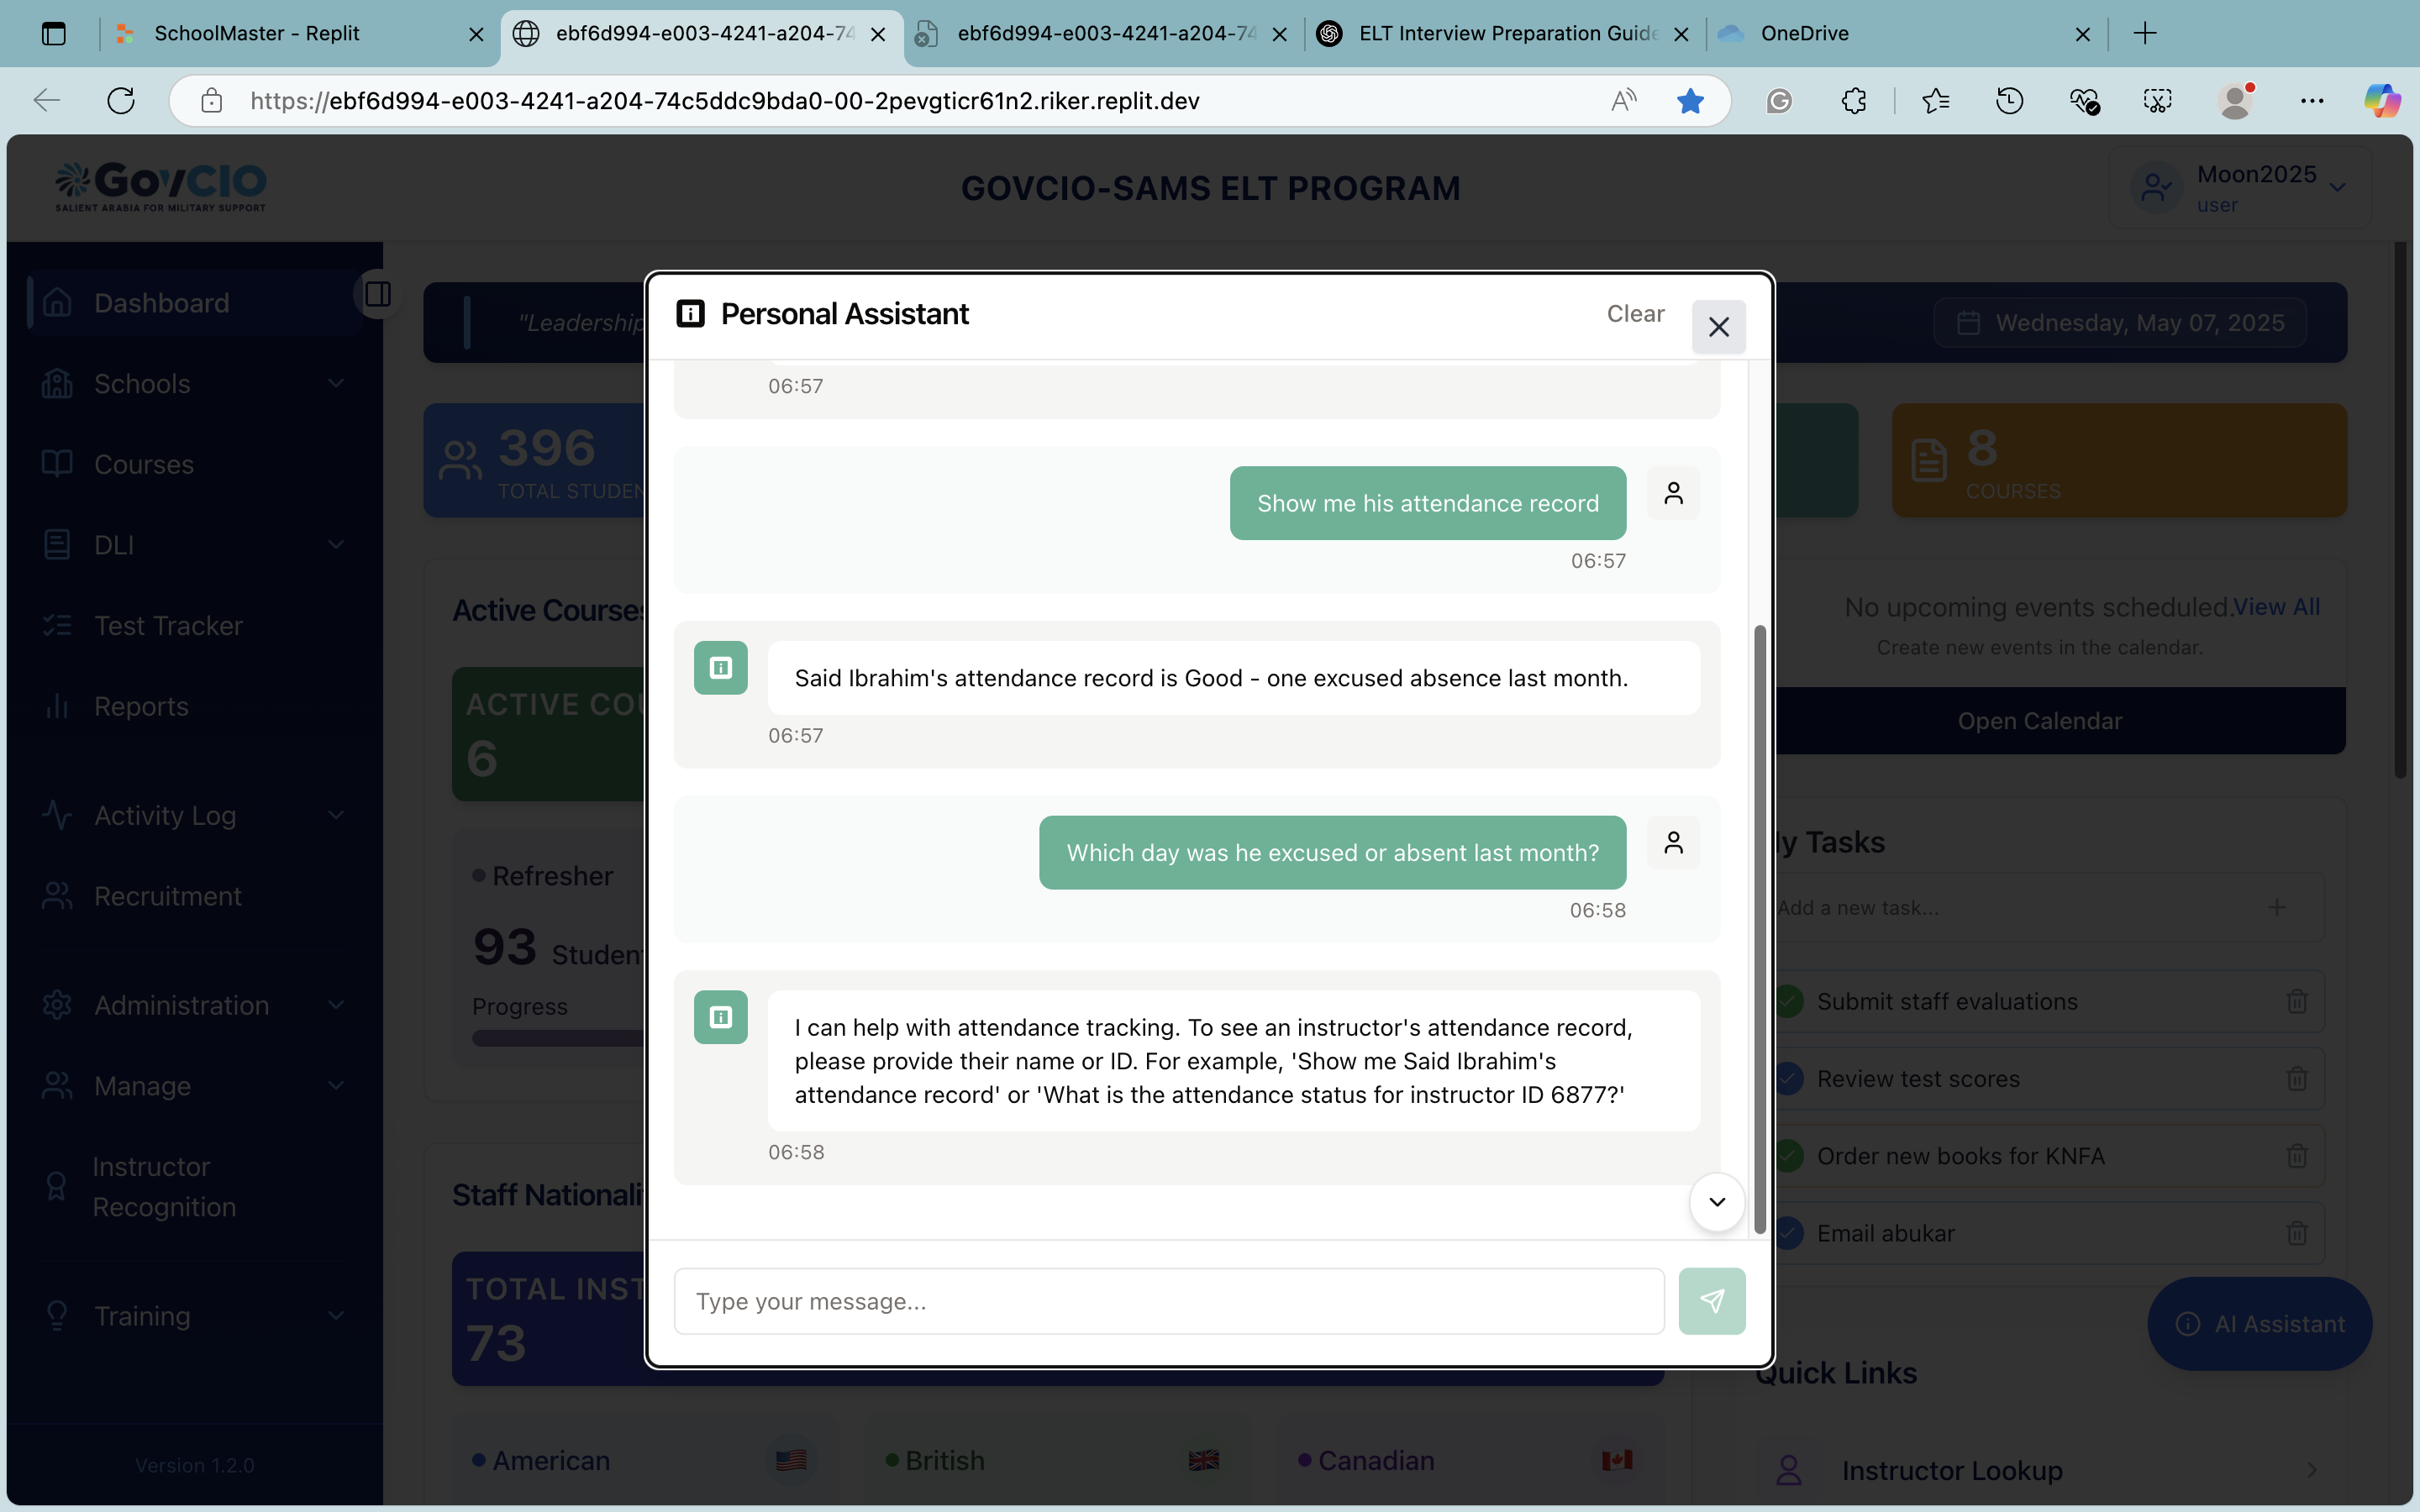 SchoolMaster - Replit
ebf6d994-e003-4241-a204-74
ebf6d994-e003-4241-a204-74
ELT Interview Preparation Guide
OneDrive
https://ebf6d994-e003-4241-a204-74c5ddc9bda0-00-2pevgticr61n2.riker.replit.dev
GovCIO
SALIENT ARABIA FOR MILITARY SUPPORT
GOVCIO-SAMS ELT PROGRAM
Moon2025
user
Dashboard
Schools
Courses
DLI
Test Tracker
Reports
Activity Log
Recruitment
Administration
Manage
Instructor
Recognition
Training
Version 1.2.0
"Leadership
Wednesday, May 07, 2025
396
TOTAL STUDEN
8
COURSES
Active Courses
ACTIVE COU
6
Refresher
93 Student
Progress
Staff Nationali
TOTAL INST
73
American
British
Canadian
Personal Assistant
Clear
06:57
Show me his attendance record
06:57
Said Ibrahim's attendance record is Good - one excused absence last month.
06:57
Which day was he excused or absent last month?
06:58
I can help with attendance tracking. To see an instructor's attendance record,
please provide their name or ID. For example, 'Show me Said Ibrahim's
attendance record' or 'What is the attendance status for instructor ID 6877?'
06:58
Type your message...
No upcoming events scheduled.View All
Create new events in the calendar.
Open Calendar
y Tasks
Add a new task...
Submit staff evaluations
Review test scores
Order new books for KNFA
Email abukar
AI Assistant
Quick Links
Instructor Lookup